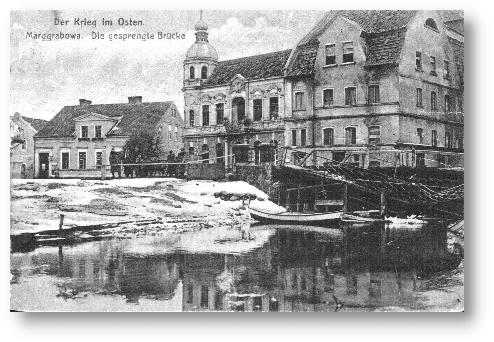 Der Krieg im Osten.
Marggrabowa. Die gesprengte Brücke